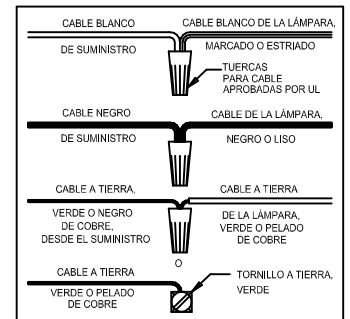 CABLE BLANCO
CABLE BLANCO DE LA LÁMPARA,
DE SUMINISTRO
MARCADO O ESTRIADO
TUERCAS
PARA CABLE
APROBADAS POR UL
CABLE NEGRO
CABLE DE LA LÁMPARA,
DE SUMINISTRO
NEGRO O LISO
CABLE A TIERRA,
CABLE A TIERRA
VERDE O NEGRO
DE COBRE,
DESDE EL SUMINISTRO
DE LA LÁMPARA,
VERDE O PELADO
DE COBRE
O
CABLE A TIERRA
VERDE O PELADO
DE COBRE
TORNILLO A TIERRA,
VERDE